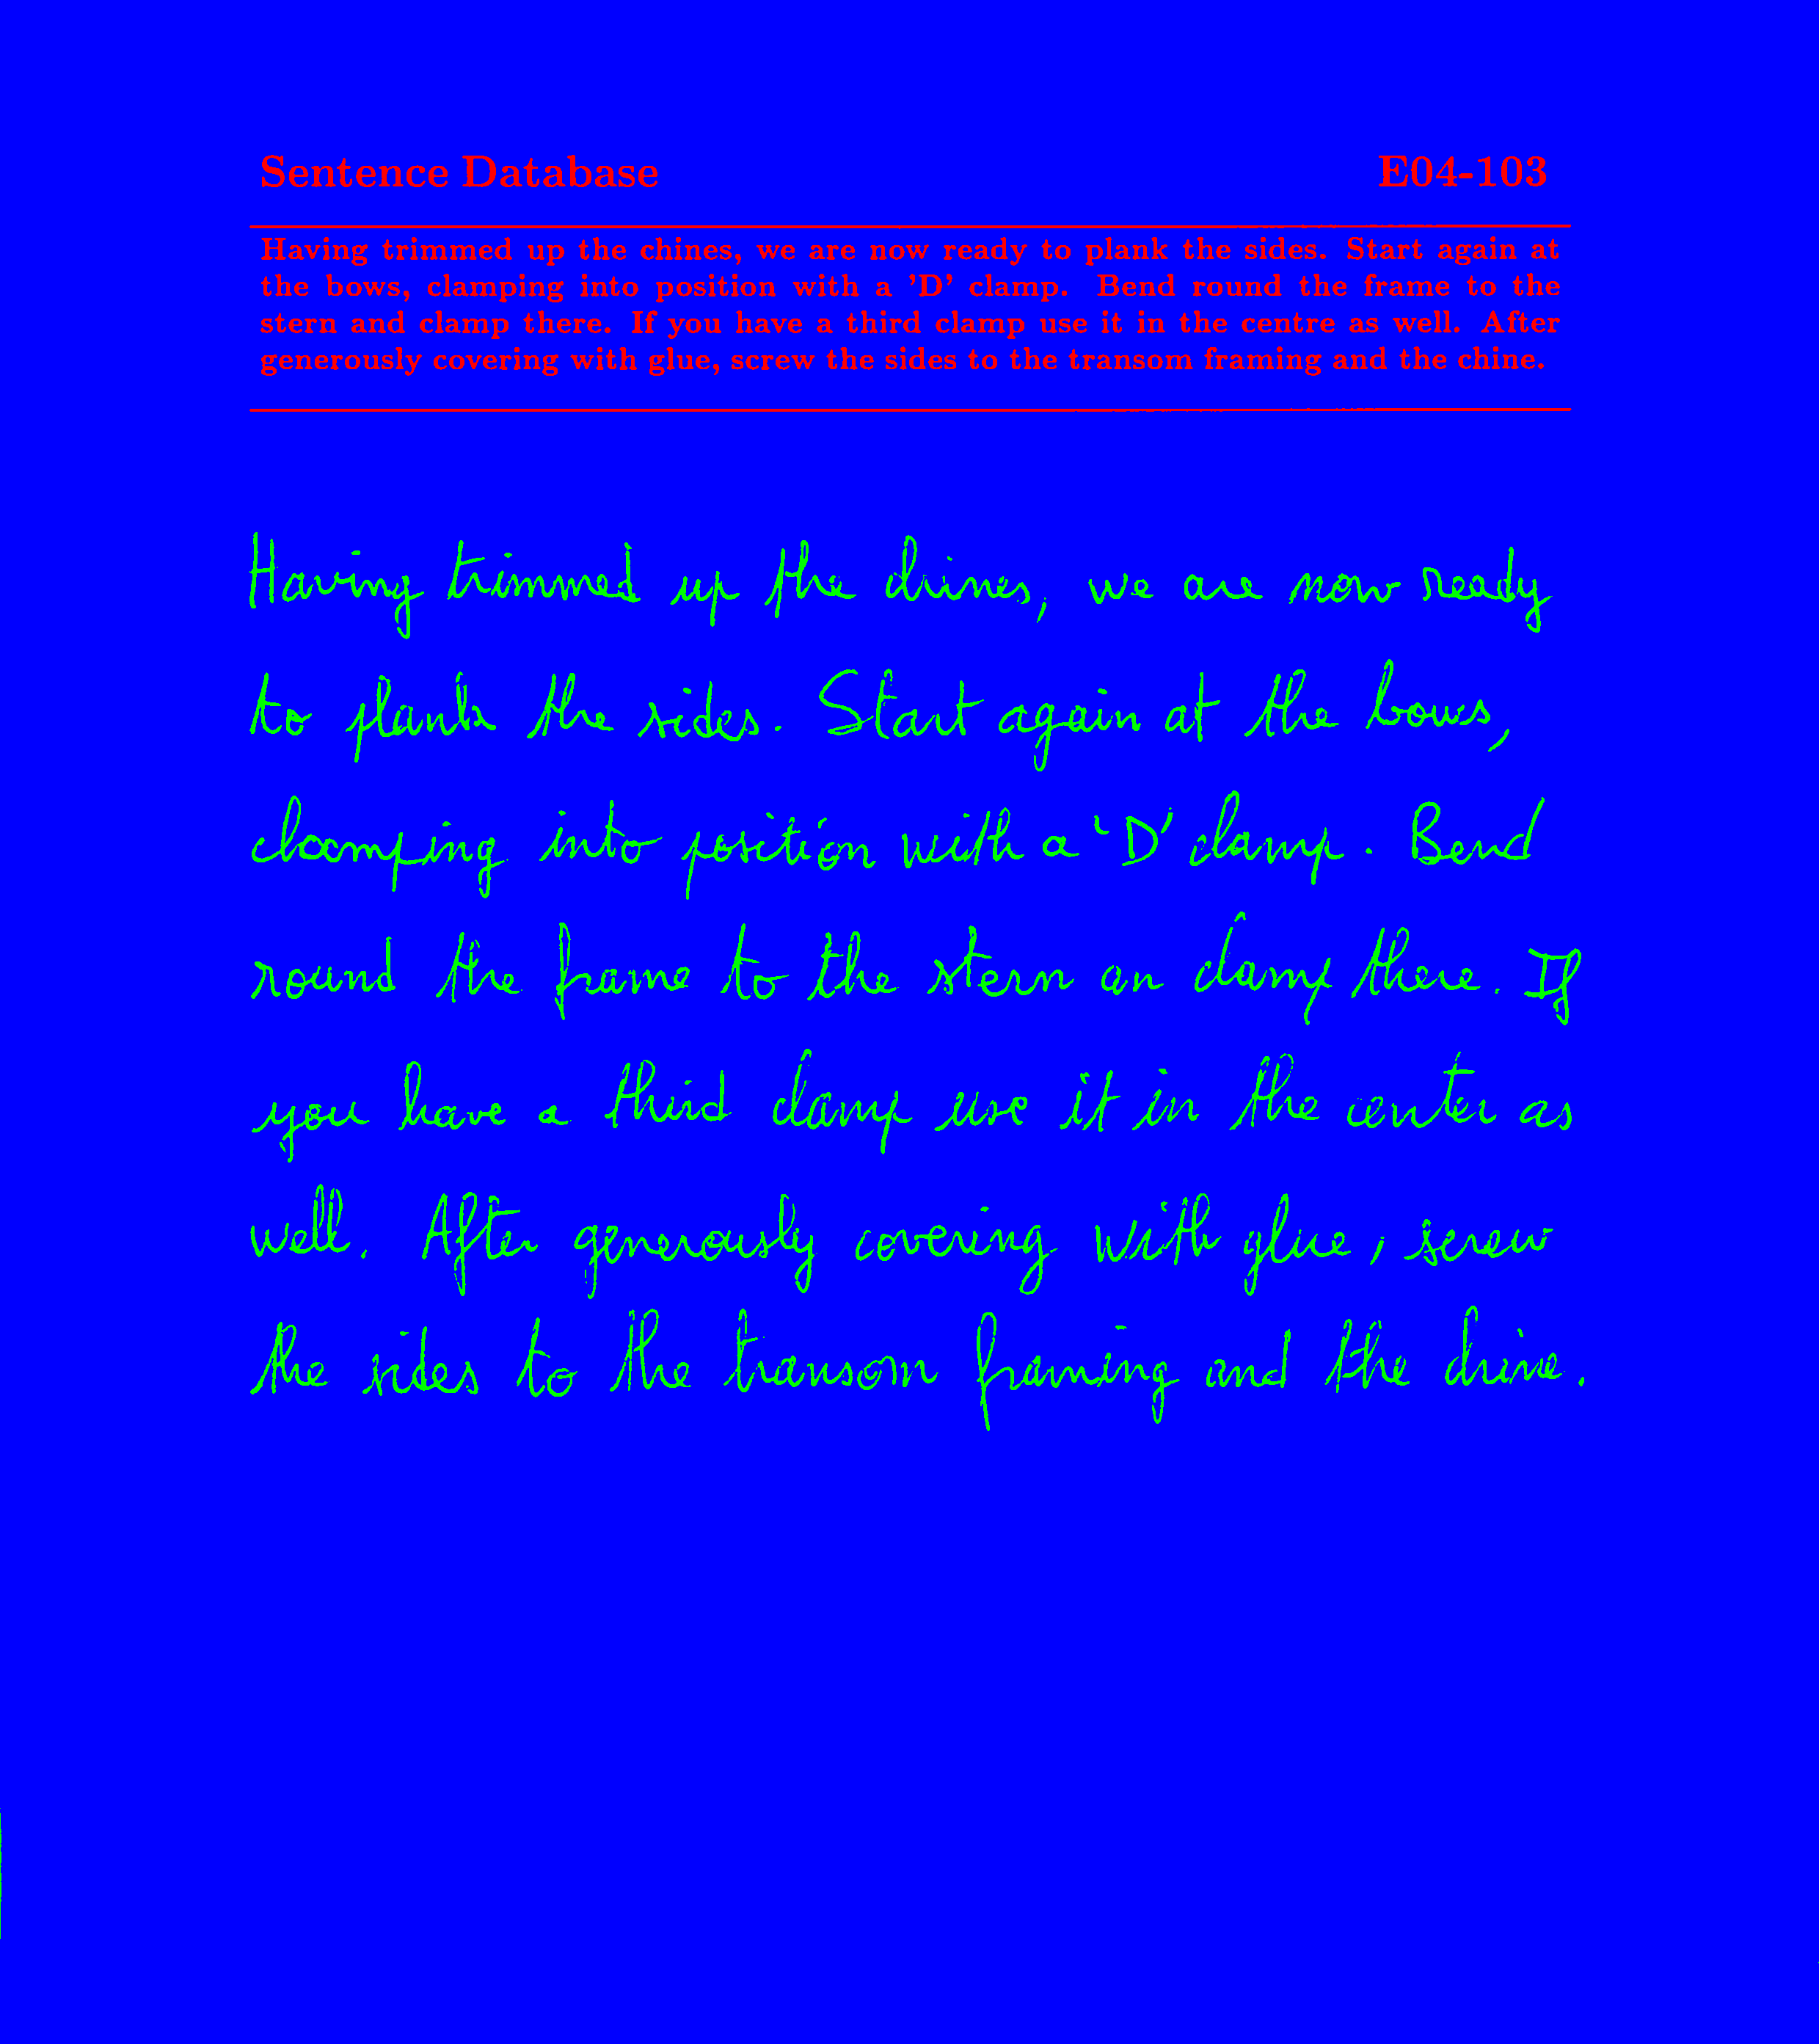 Sentence Database E04-103
Having trimmed up the chines, we are now ready to plank the sides. Start again at
the bows, clamping into position with a 'D' clamp. Bend round the frame to the
stern and clamp there. If you have a third clamp use it in the centre as well. After
generously covering with glue, screw the sides to the transom framing and the chine.
Having trimmed up the chines, we are now ready
to plank the sides. Start again at the bows,
clamping into position with a 'D' clamp. Bend
round the frame to the stern an clamp there. If
you have a third clamp use it in the center as
well. After generously covering with glue, screw
the sides to the transom framing and the chine.